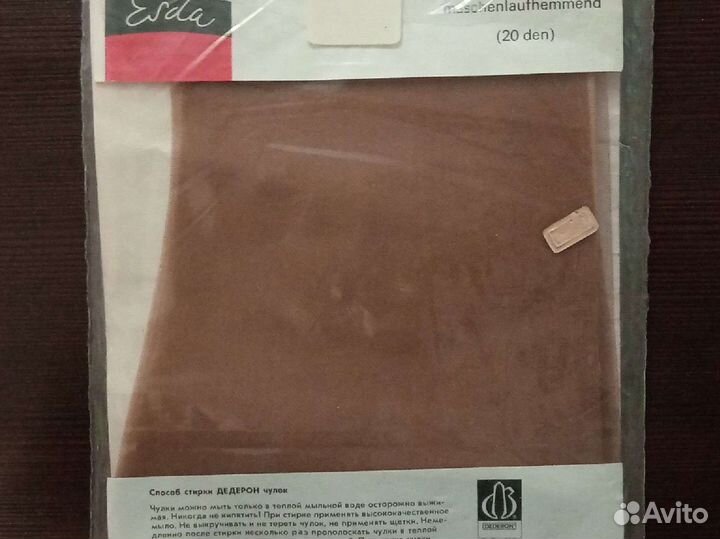 Esda
maschenlaufhemmend
(20 den)
Способ стирки ДЕДЕРОН чулок
Чулки можно мыть только в теплой мыльной воде осторожно выжи-
мая. Никогда не кипятить! При стирке применять высококачественное
мыло. Не выкручивать и не тереть чулок, не применять щетки. Неме-
дленно после стирки несколько раз прополоскать чулки в теплой
DEDERON
Avito